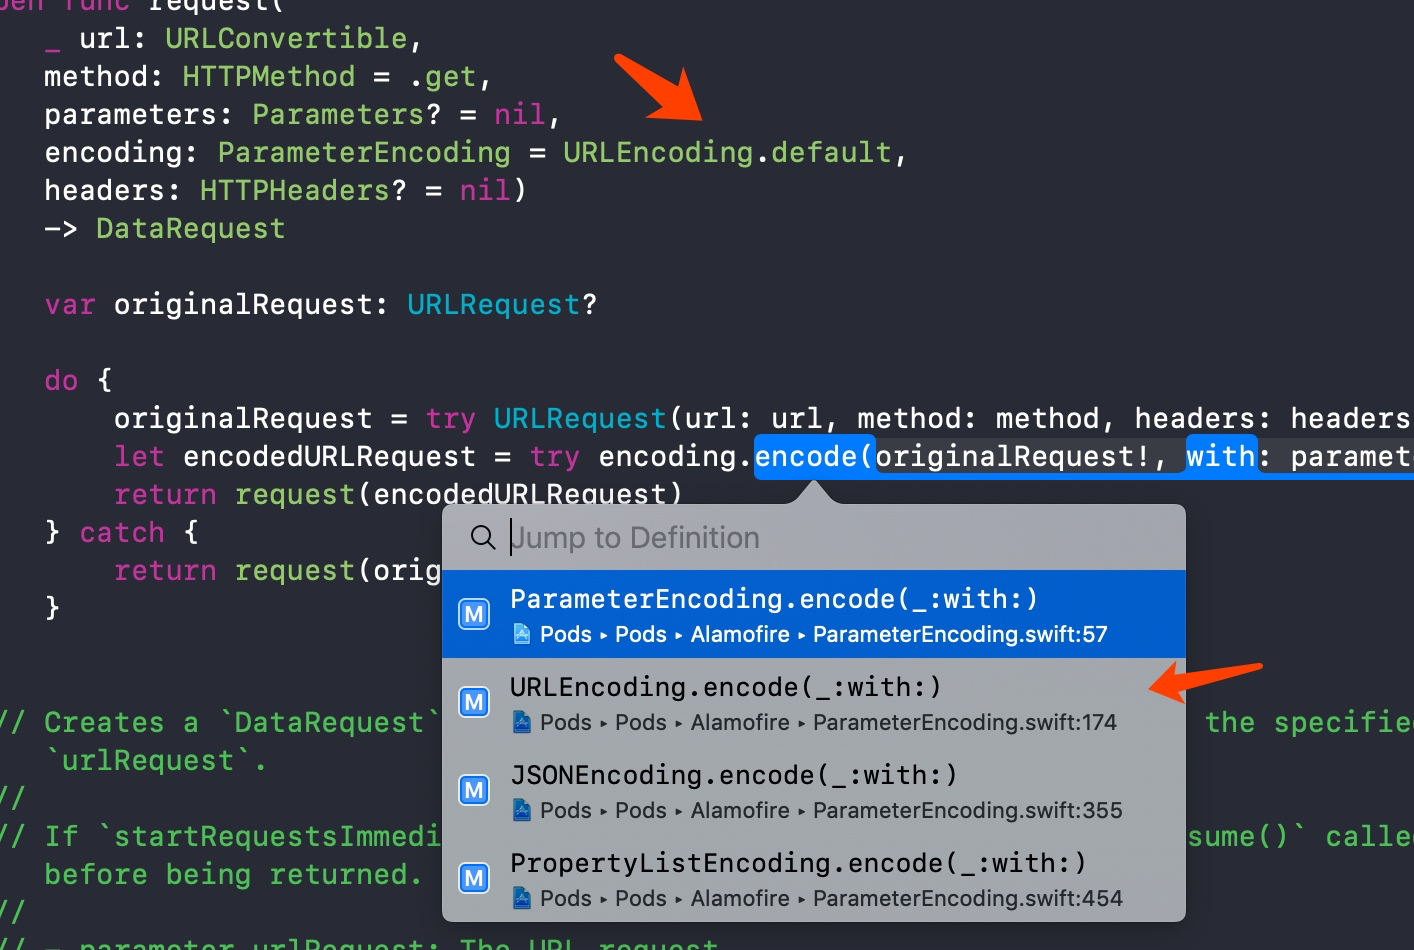 open func request(
_ url: URLConvertible,
method: HTTPMethod = .get,
parameters: Parameters? = nil,
encoding: ParameterEncoding = URLEncoding.default,
headers: HTTPHeaders? = nil)
-> DataRequest
var originalRequest: URLRequest?
do {
originalRequest = try URLRequest(url: url, method: method, headers: headers
let encodedURLRequest = try encoding.encode(originalRequest!, with: paramet
return request(encodedURLRequest)
} catch {
return request(orig
}
Jump to Definition
M ParameterEncoding.encode(_:with:)
Pods ▸ Pods ▸ Alamofire ▸ ParameterEncoding.swift:57
M URLEncoding.encode(_:with:)
Pods ▸ Pods ▸ Alamofire ▸ ParameterEncoding.swift:174
M JSONEncoding.encode(_:with:)
Pods ▸ Pods ▸ Alamofire ▸ ParameterEncoding.swift:355
M PropertyListEncoding.encode(_:with:)
Pods ▸ Pods ▸ Alamofire ▸ ParameterEncoding.swift:454
// Creates a `DataRequest` the specifie
`urlRequest`.
//
// If `startRequestsImmedi sume()` calle
before being returned.
//
// - parameter urlRequest: The URL request